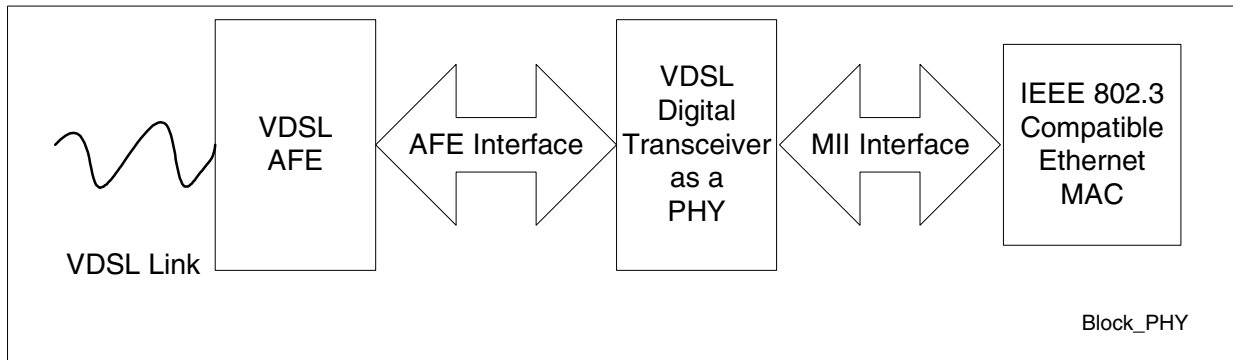 VDSL Link
VDSL
AFE
AFE Interface
VDSL
Digital
Transceiver
as a
PHY
MII Interface
IEEE 802.3
Compatible
Ethernet
MAC
Block_PHY